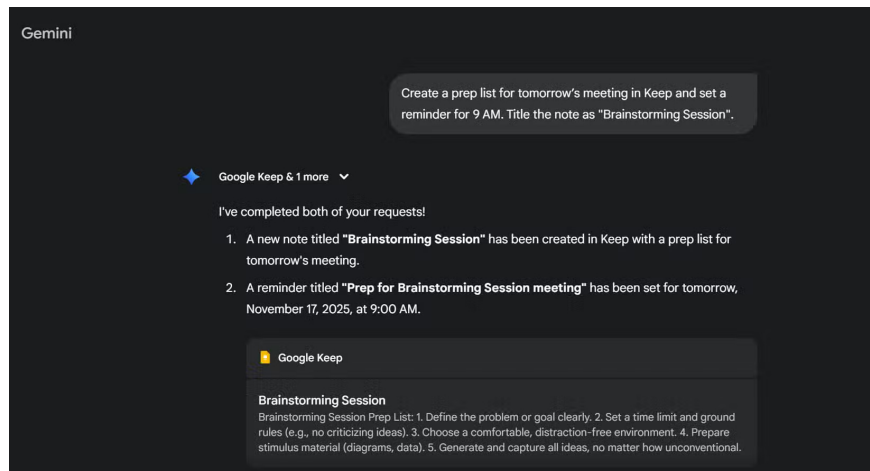 Gemini
Create a prep list for tomorrow's meeting in Keep and set a
reminder for 9 AM. Title the note as "Brainstorming Session".
Google Keep & 1 more
I've completed both of your requests!
1. A new note titled "Brainstorming Session" has been created in Keep with a prep list for
tomorrow's meeting.
2. A reminder titled "Prep for Brainstorming Session meeting" has been set for tomorrow,
November 17, 2025, at 9:00 AM.
Google Keep
Brainstorming Session
Brainstorming Session Prep List: 1. Define the problem or goal clearly. 2. Set a time limit and ground
rules (e.g., no criticizing ideas). 3. Choose a comfortable, distraction-free environment. 4. Prepare
stimulus material (diagrams, data). 5. Generate and capture all ideas, no matter how unconventional.